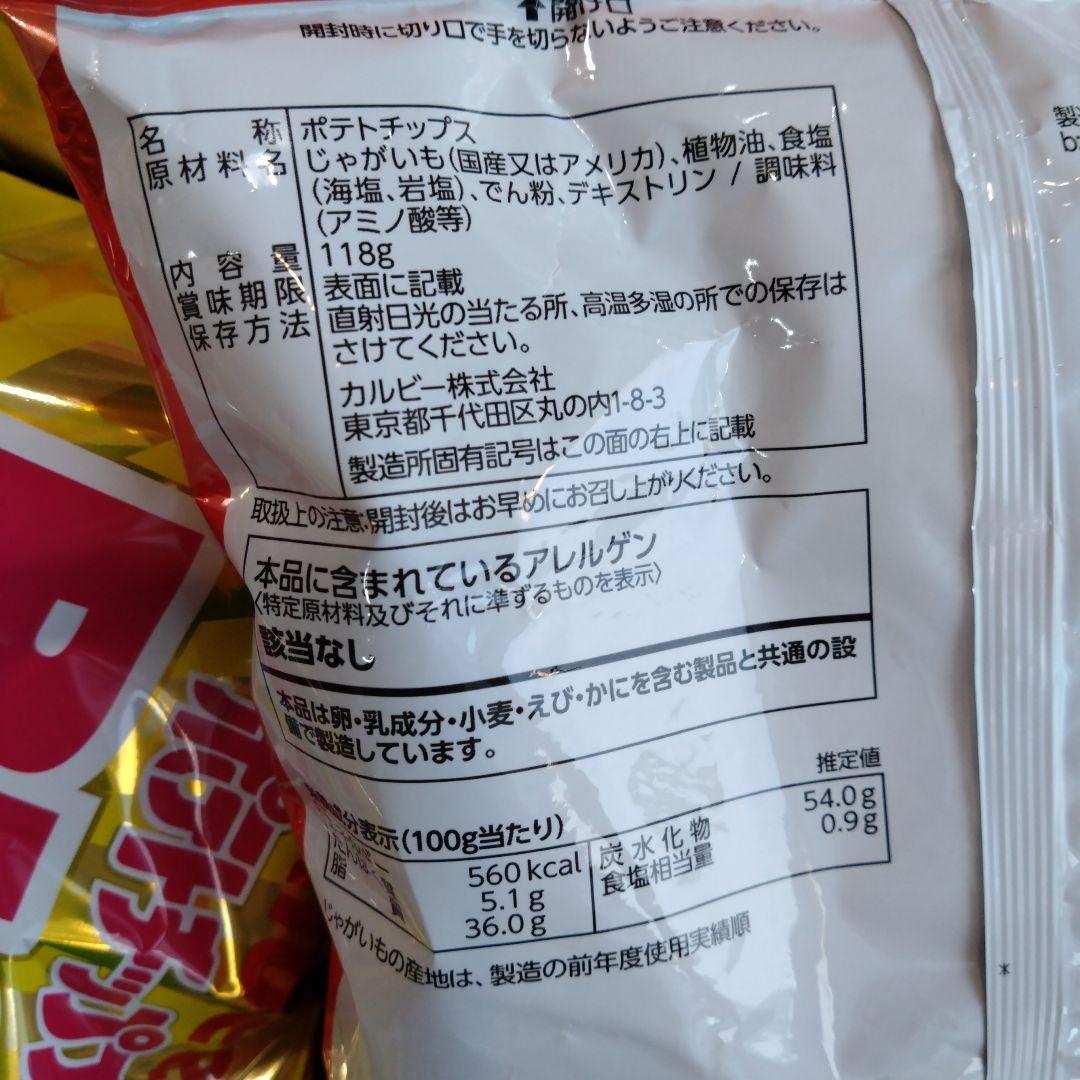 開け口
開封時に切り口で手を切らないようご注意ください。
名称 ポテトチップス
原材料名 じゃがいも(国産又はアメリカ)、植物油、食塩
(海塩、岩塩)、でん粉、デキストリン / 調味料
(アミノ酸等)
内容量 118g
賞味期限 表面に記載
保存方法 直射日光の当たる所、高温多湿の所での保存は
さけてください。
カルビー株式会社
東京都千代田区丸の内1-8-3
製造所固有記号はこの面の右上に記載
取扱上の注意:開封後はお早めにお召し上がりください。
本品に含まれているアレルゲン
〈特定原材料及びそれに準ずるものを表示〉
該当なし
本品は卵・乳成分・小麦・えび・かにを含む製品と共通の設
備で製造しています。
推定値
成分表示(100g当たり)
560kcal 炭水化物 54.0g
5.1g 食塩相当量 0.9g
脂質 36.0g
じゃがいもの産地は、製造の前年度使用実績順
*
製
ポテトチップス